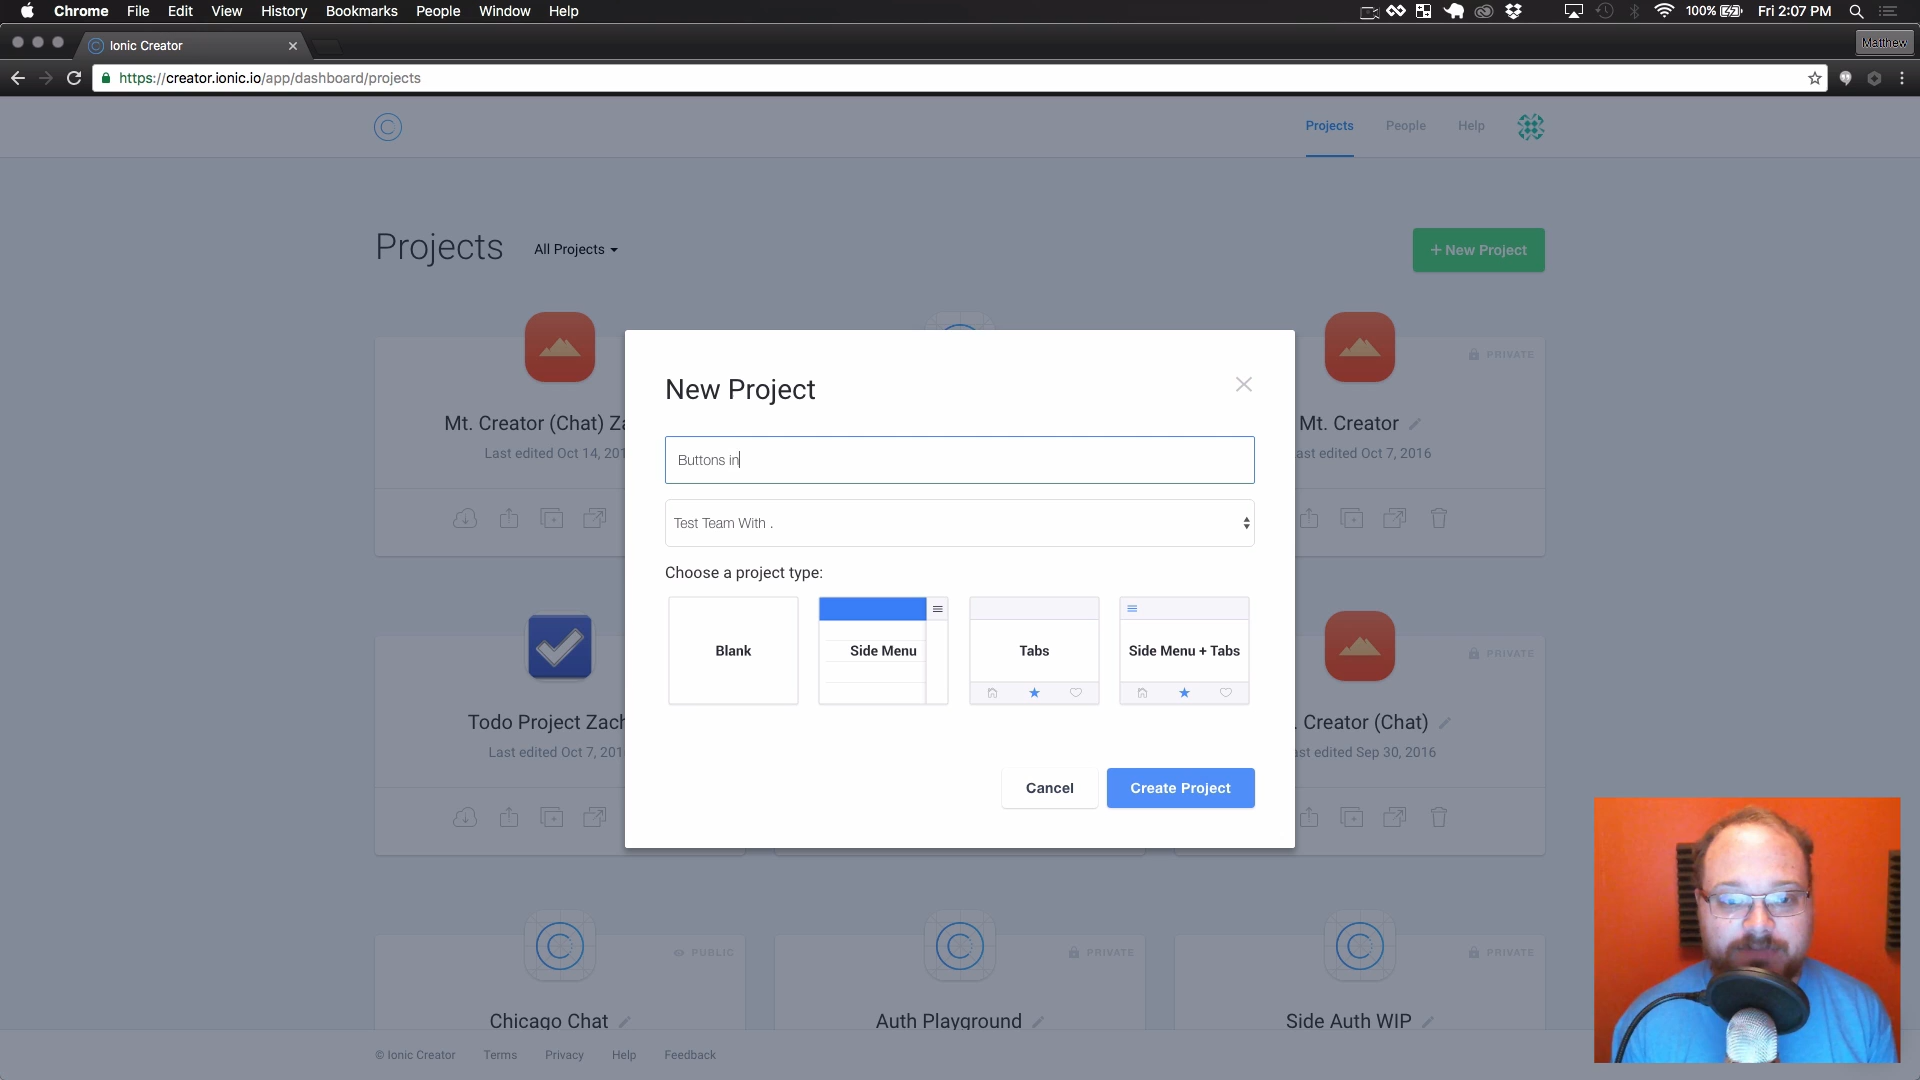 Chrome File Edit View History Bookmarks People Window Help 100% Fri 2:07 PM
Ionic Creator
Matthew
https://creator.ionic.io/app/dashboard/projects
Projects People Help
Projects All Projects + New Project
PRIVATE
New Project
Mt. Creator (Chat) Za
Mt. Creator
Last edited Oct 14, 201
ast edited Oct 7, 2016
Buttons in
Test Team With .
Choose a project type:
Blank
Side Menu
Tabs
Side Menu + Tabs
PRIVATE
Todo Project Zach
. Creator (Chat)
Last edited Oct 7, 201
ast edited Sep 30, 2016
Cancel
Create Project
PUBLIC
PRIVATE
PRIVATE
Chicago Chat
Auth Playground
Side Auth WIP
© Ionic Creator Terms Privacy Help Feedback